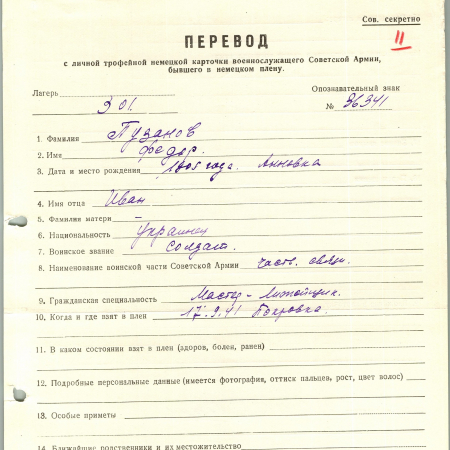 Сов. секретно
11
ПЕРЕВОД
с личной трофейной немецкой карточки военнослужащего Советской Армии,
бывшего в немецком плену.
Лагерь 301. Опознавательный знак
№ 36341
1. Фамилия Пузанов
2. Имя Федор.
3. Дата и место рождения 1905 года. Анновка
4. Имя отца Иван
5. Фамилия матери –
6. Национальность украинец
7. Воинское звание солдат.
8. Наименование воинской части Советской Армии часть связи.
9. Гражданская специальность Мастер-литейщик.
10. Когда и где взят в плен 17.9.41 Покровка.
11. В каком состоянии взят в плен (здоров, болен, ранен)
12. Подробные персональные данные (имеется фотография, оттиск пальцев, рост, цвет волос)
13. Особые приметы
14. Ближайшие родственники и их местожительство